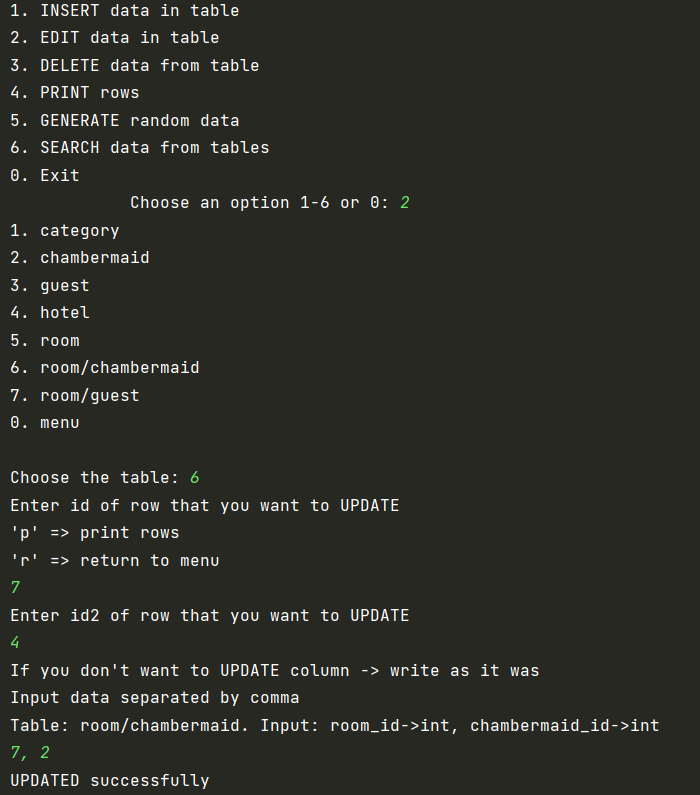 1. INSERT data in table
2. EDIT data in table
3. DELETE data from table
4. PRINT rows
5. GENERATE random data
6. SEARCH data from tables
0. Exit
Choose an option 1-6 or 0: 2
1. category
2. chambermaid
3. guest
4. hotel
5. room
6. room/chambermaid
7. room/guest
0. menu
Choose the table: 6
Enter id of row that you want to UPDATE
'p' => print rows
'r' => return to menu
7
Enter id2 of row that you want to UPDATE
4
If you don't want to UPDATE column -> write as it was
Input data separated by comma
Table: room/chambermaid. Input: room_id->int, chambermaid_id->int
7, 2
UPDATED successfully